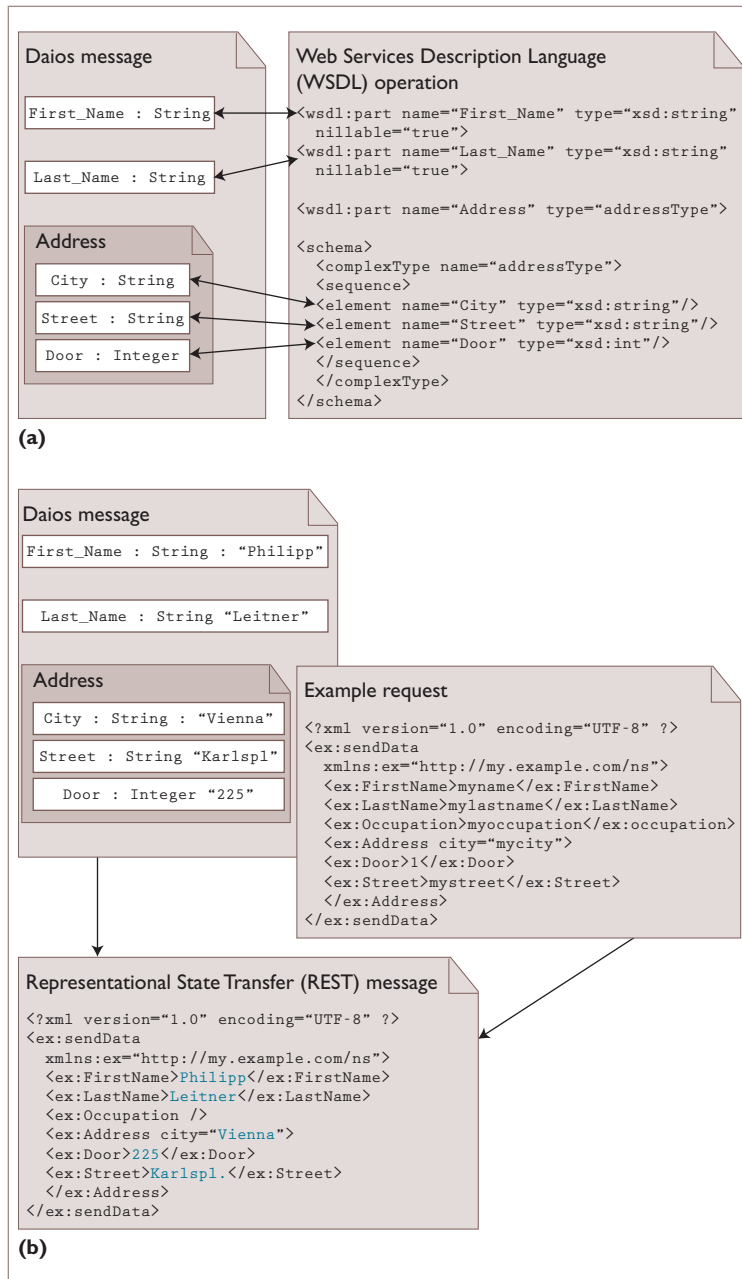 Daios message
First_Name : String
Last_Name : String
Address
City : String
Street : String
Door : Integer
Web Services Description Language
(WSDL) operation
<wsdl:part name=“First_Name” type=“xsd:string”
nillable=“true”>
<wsdl:part name=“Last_Name” type=“xsd:string”
nillable=“true”>
<wsdl:part name=“Address” type=“addressType”>
<schema>
<complexType name=“addressType”>
<sequence>
<element name=“City” type=“xsd:string”/>
<element name=“Street” type=“xsd:string”/>
<element name=“Door” type=“xsd:int”/>
</sequence>
</complexType>
</schema>
(a)
Daios message
First_Name : String : “Philipp”
Last_Name : String “Leitner”
Address
City : String : “Vienna”
Street : String “Karlspl”
Door : Integer “225”
Example request
<?xml version=“1.0” encoding=“UTF-8” ?>
<ex:sendData
xmlns:ex=“http://my.example.com/ns”>
<ex:FirstName>myname</ex:FirstName>
<ex:LastName>mylastname</ex:LastName>
<ex:Occupation>myoccupation</ex:occupation>
<ex:Address city=“mycity”>
<ex:Door>1</ex:Door>
<ex:Street>mystreet</ex:Street>
</ex:Address>
</ex:sendData>
Representational State Transfer (REST) message
<?xml version=“1.0” encoding=“UTF-8” ?>
<ex:sendData
xmlns:ex=“http://my.example.com/ns”>
<ex:FirstName>Philipp</ex:FirstName>
<ex:LastName>Leitner</ex:LastName>
<ex:Occupation />
<ex:Address city=“Vienna”>
<ex:Door>225</ex:Door>
<ex:Street>Karlspl.</ex:Street>
</ex:Address>
</ex:sendData>
(b)